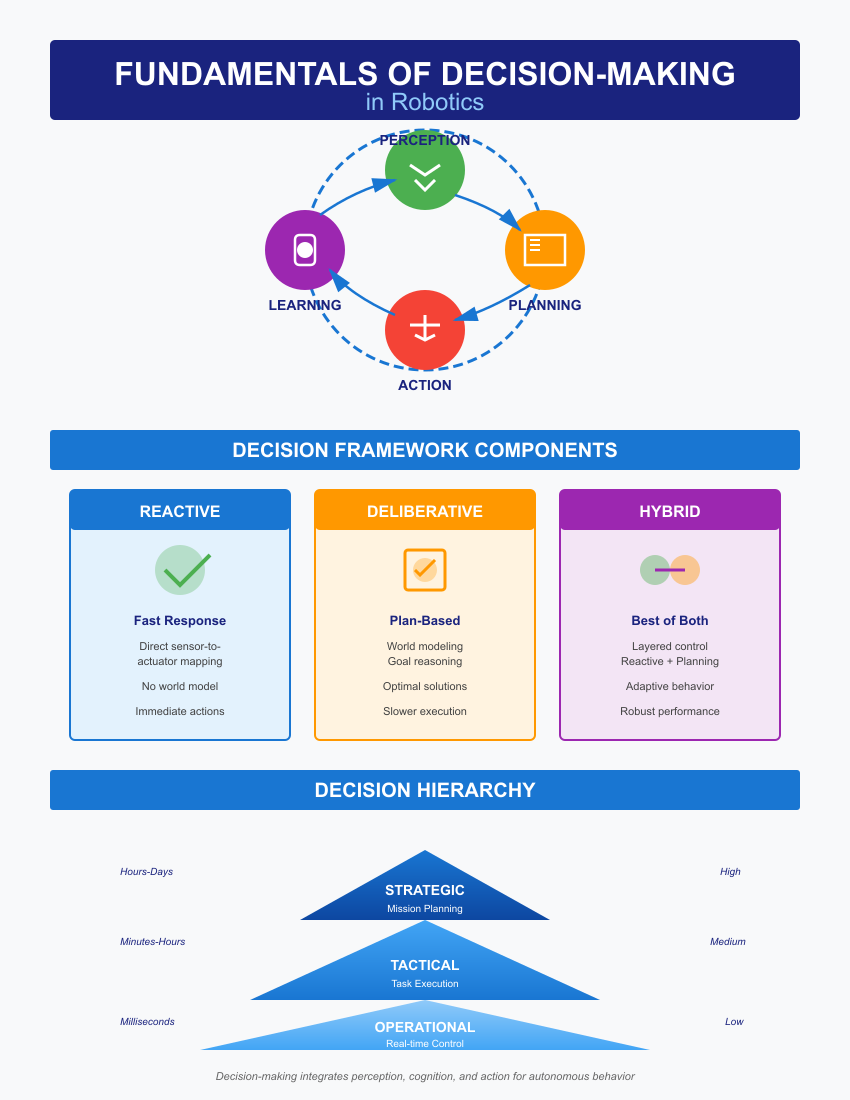 FUNDAMENTALS OF DECISION-MAKING
in Robotics
PERCEPTION
LEARNING
PLANNING
ACTION
DECISION FRAMEWORK COMPONENTS
REACTIVE
Fast Response
Direct sensor-to-
actuator mapping
No world model
Immediate actions
DELIBERATIVE
Plan-Based
World modeling
Goal reasoning
Optimal solutions
Slower execution
HYBRID
Best of Both
Layered control
Reactive + Planning
Adaptive behavior
Robust performance
DECISION HIERARCHY
Hours-Days
STRATEGIC
Mission Planning
High
Minutes-Hours
TACTICAL
Task Execution
Medium
Milliseconds
OPERATIONAL
Real-time Control
Low
Decision-making integrates perception, cognition, and action for autonomous behavior